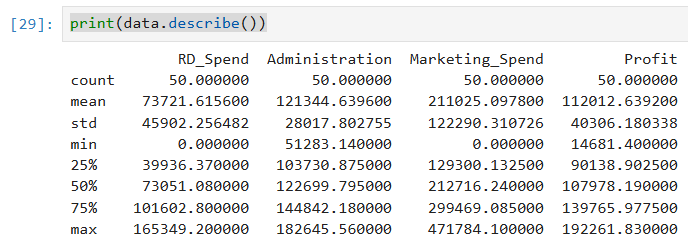 [29]: print(data.describe())
RD_Spend Administration Marketing_Spend Profit
count 50.000000 50.000000 50.000000 50.000000
mean 73721.615600 121344.639600 211025.097800 112012.639200
std 45902.256482 28017.802755 122290.310726 40306.180338
min 0.000000 51283.140000 0.000000 14681.400000
25% 39936.370000 103730.875000 129300.132500 90138.902500
50% 73051.080000 122699.795000 212716.240000 107978.190000
75% 101602.800000 144842.180000 299469.085000 139765.977500
max 165349.200000 182645.560000 471784.100000 192261.830000